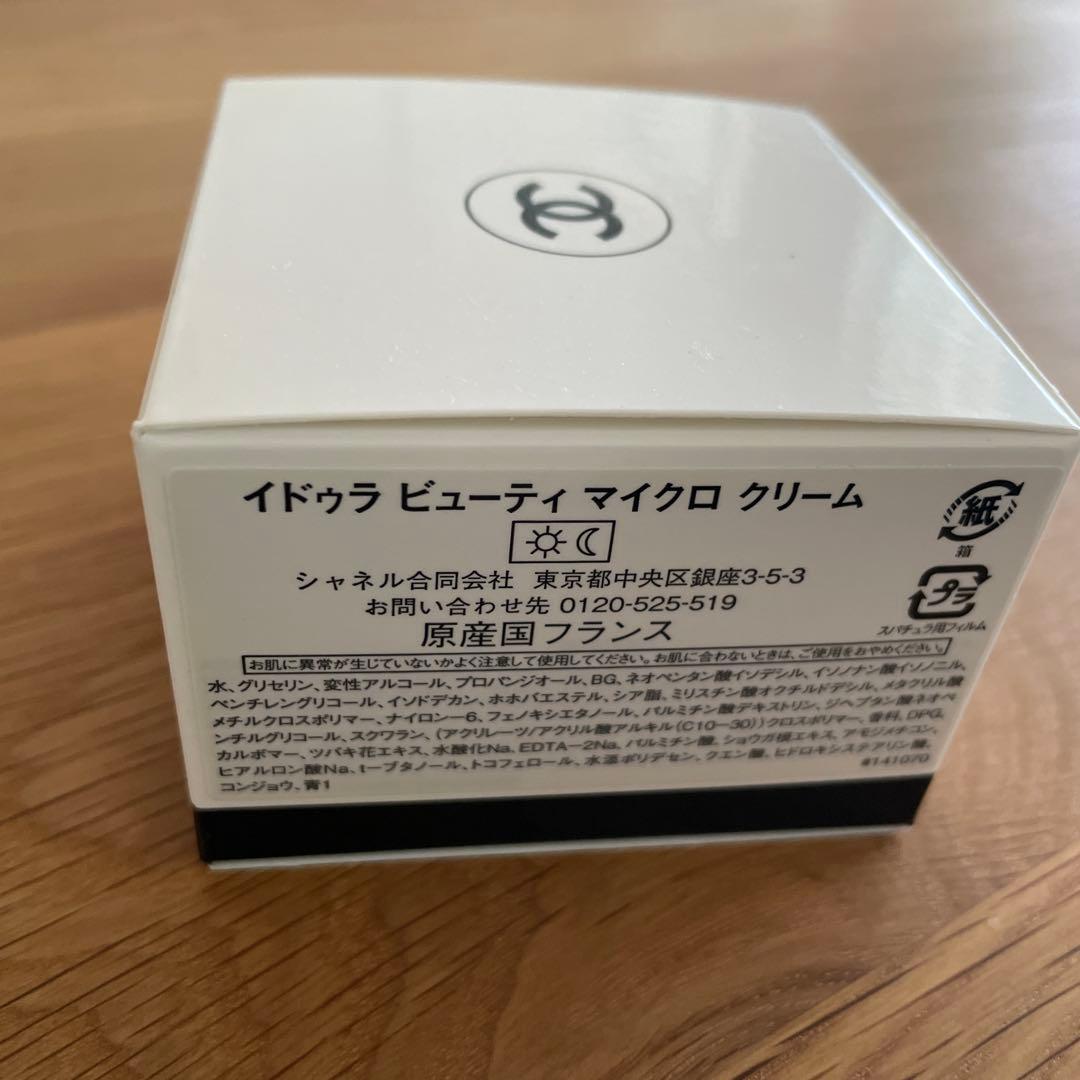 イドゥラ ビューティ マイクロ クリーム
紙
箱
シャネル合同会社 東京都中央区銀座3-5-3
プラ
お問い合わせ先 0120-525-519
スパチュラ用フィルム
原産国フランス
お肌に異常が生じていないかよく注意して使用してください。お肌に合わないときは、ご使用をおやめください。
水、グリセリン、変性アルコール、プロパンジオール、BG、ネオペンタン酸イソデシル、イソノナン酸イソノニル、
ペンチレングリコール、イソドデカン、ホホバエステル、シア脂、ミリスチン酸オクチルドデシル、メタクリル酸
メチルクロスポリマー、ナイロン-6、フェノキシエタノール、パルミチン酸デキストリン、ジヘプタン酸ネオペ
ンチルグリコール、スクワラン、(アクリレーツ/アクリル酸アルキル(C10-30))クロスポリマー、香料、DPG、
カルボマー、ツバキ花エキス、水酸化Na、EDTA-2Na、パルミチン酸、ショウガ根エキス、アモジメチコン、
ヒアルロン酸Na、t-ブタノール、トコフェロール、水添ポリデセン、クエン酸、ヒドロキシステアリン酸、
コンジョウ、青1
#141070